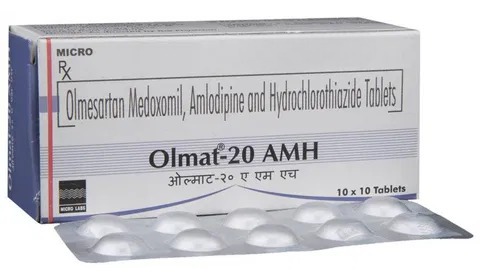 MICRO
Rx
Olmesartan Medoxomil, Amlodipine and Hydrochlorothiazide Tablets
Olmat®-20 AMH
ओल्माट-२० ए एम एच
10 x 10 Tablets
MICRO LABS